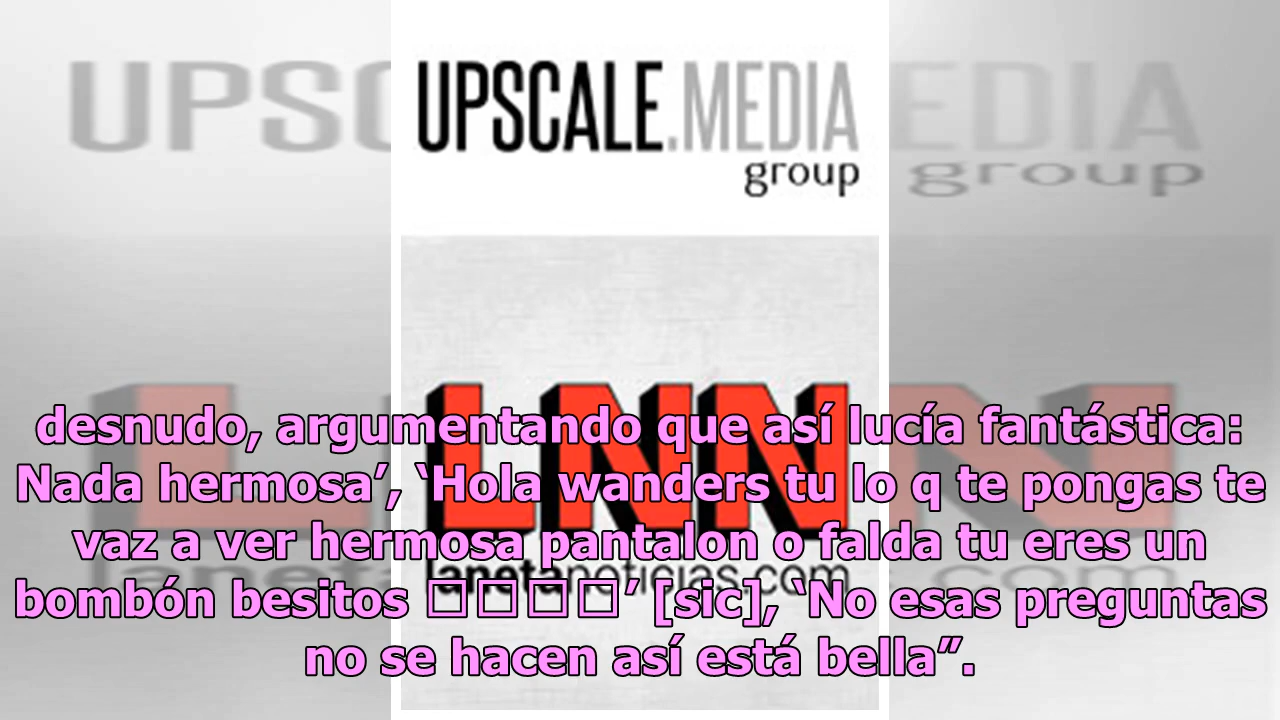 UPSCALE.MEDIA
group
LNN
lanetanoticias.com
desnudo, argumentando que así lucía fantástica:
Nada hermosa’, ‘Hola wanders tu lo q te pongas te
vaz a ver hermosa pantalon o falda tu eres un
bombón besitos □□□□’ [sic], ‘No esas preguntas
no se hacen así está bella”.